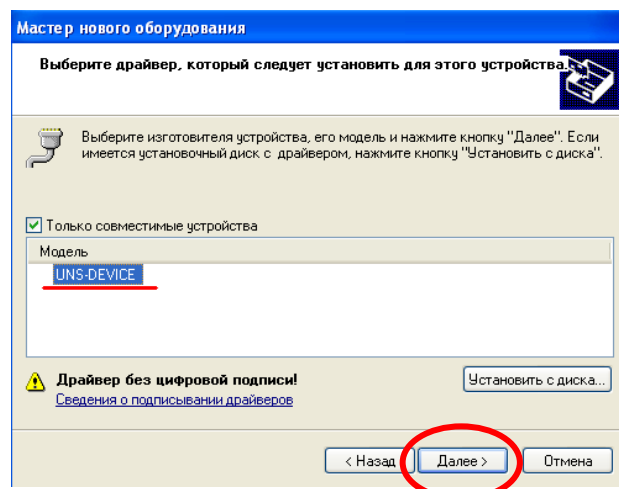 Мастер нового оборудования
Выберите драйвер, который следует установить для этого устройства.
Выберите изготовителя устройства, его модель и нажмите кнопку "Далее". Если
имеется установочный диск с драйвером, нажмите кнопку "Установить с диска".
Только совместимые устройства
Модель
UNS-DEVICE
Драйвер без цифровой подписи!
Установить с диска...
Сведения о подписывании драйверов
< Назад
Далее >
Отмена